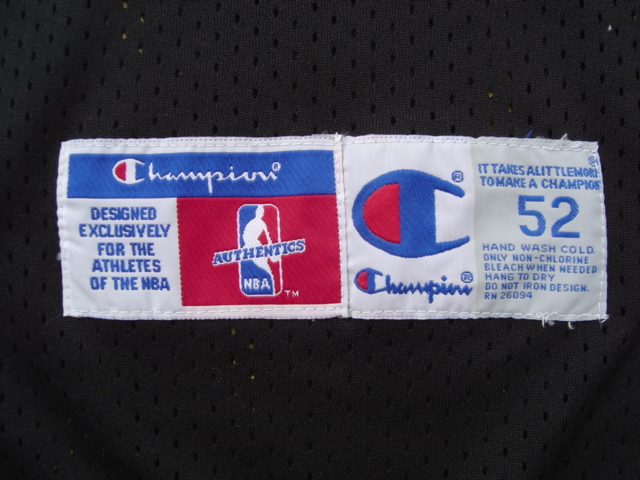 Champion®
DESIGNED
EXCLUSIVELY
FOR THE
ATHLETES
OF THE NBA
AUTHENTICS
NBA
TM
®
Champion®
IT TAKES A LITTLE MORE®
TO MAKE A CHAMPION
52
HAND WASH COLD.
ONLY NON-CHLORINE
BLEACH WHEN NEEDED
HANG TO DRY
DO NOT IRON DESIGN.
RN 26094